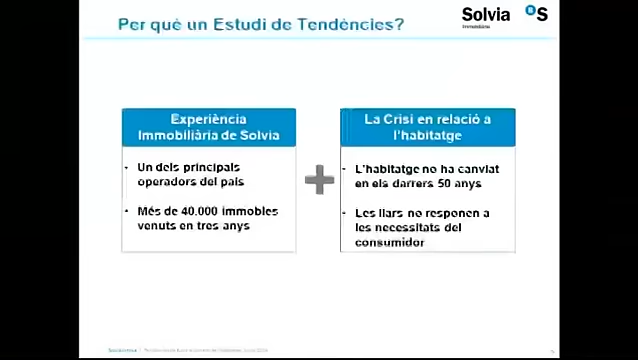 Per què un Estudi de Tendències?
Solvia
Immobiliària
B S
Experiència
Immobiliària de Solvia
• Un dels principals
operadors del país
• Més de 40.000 immobles
venuts en tres anys
La Crisi en relació a
l'habitatge
• L'habitatge no ha canviat
en els darrers 50 anys
• Les llars no responen a
les necessitats del
consumidor